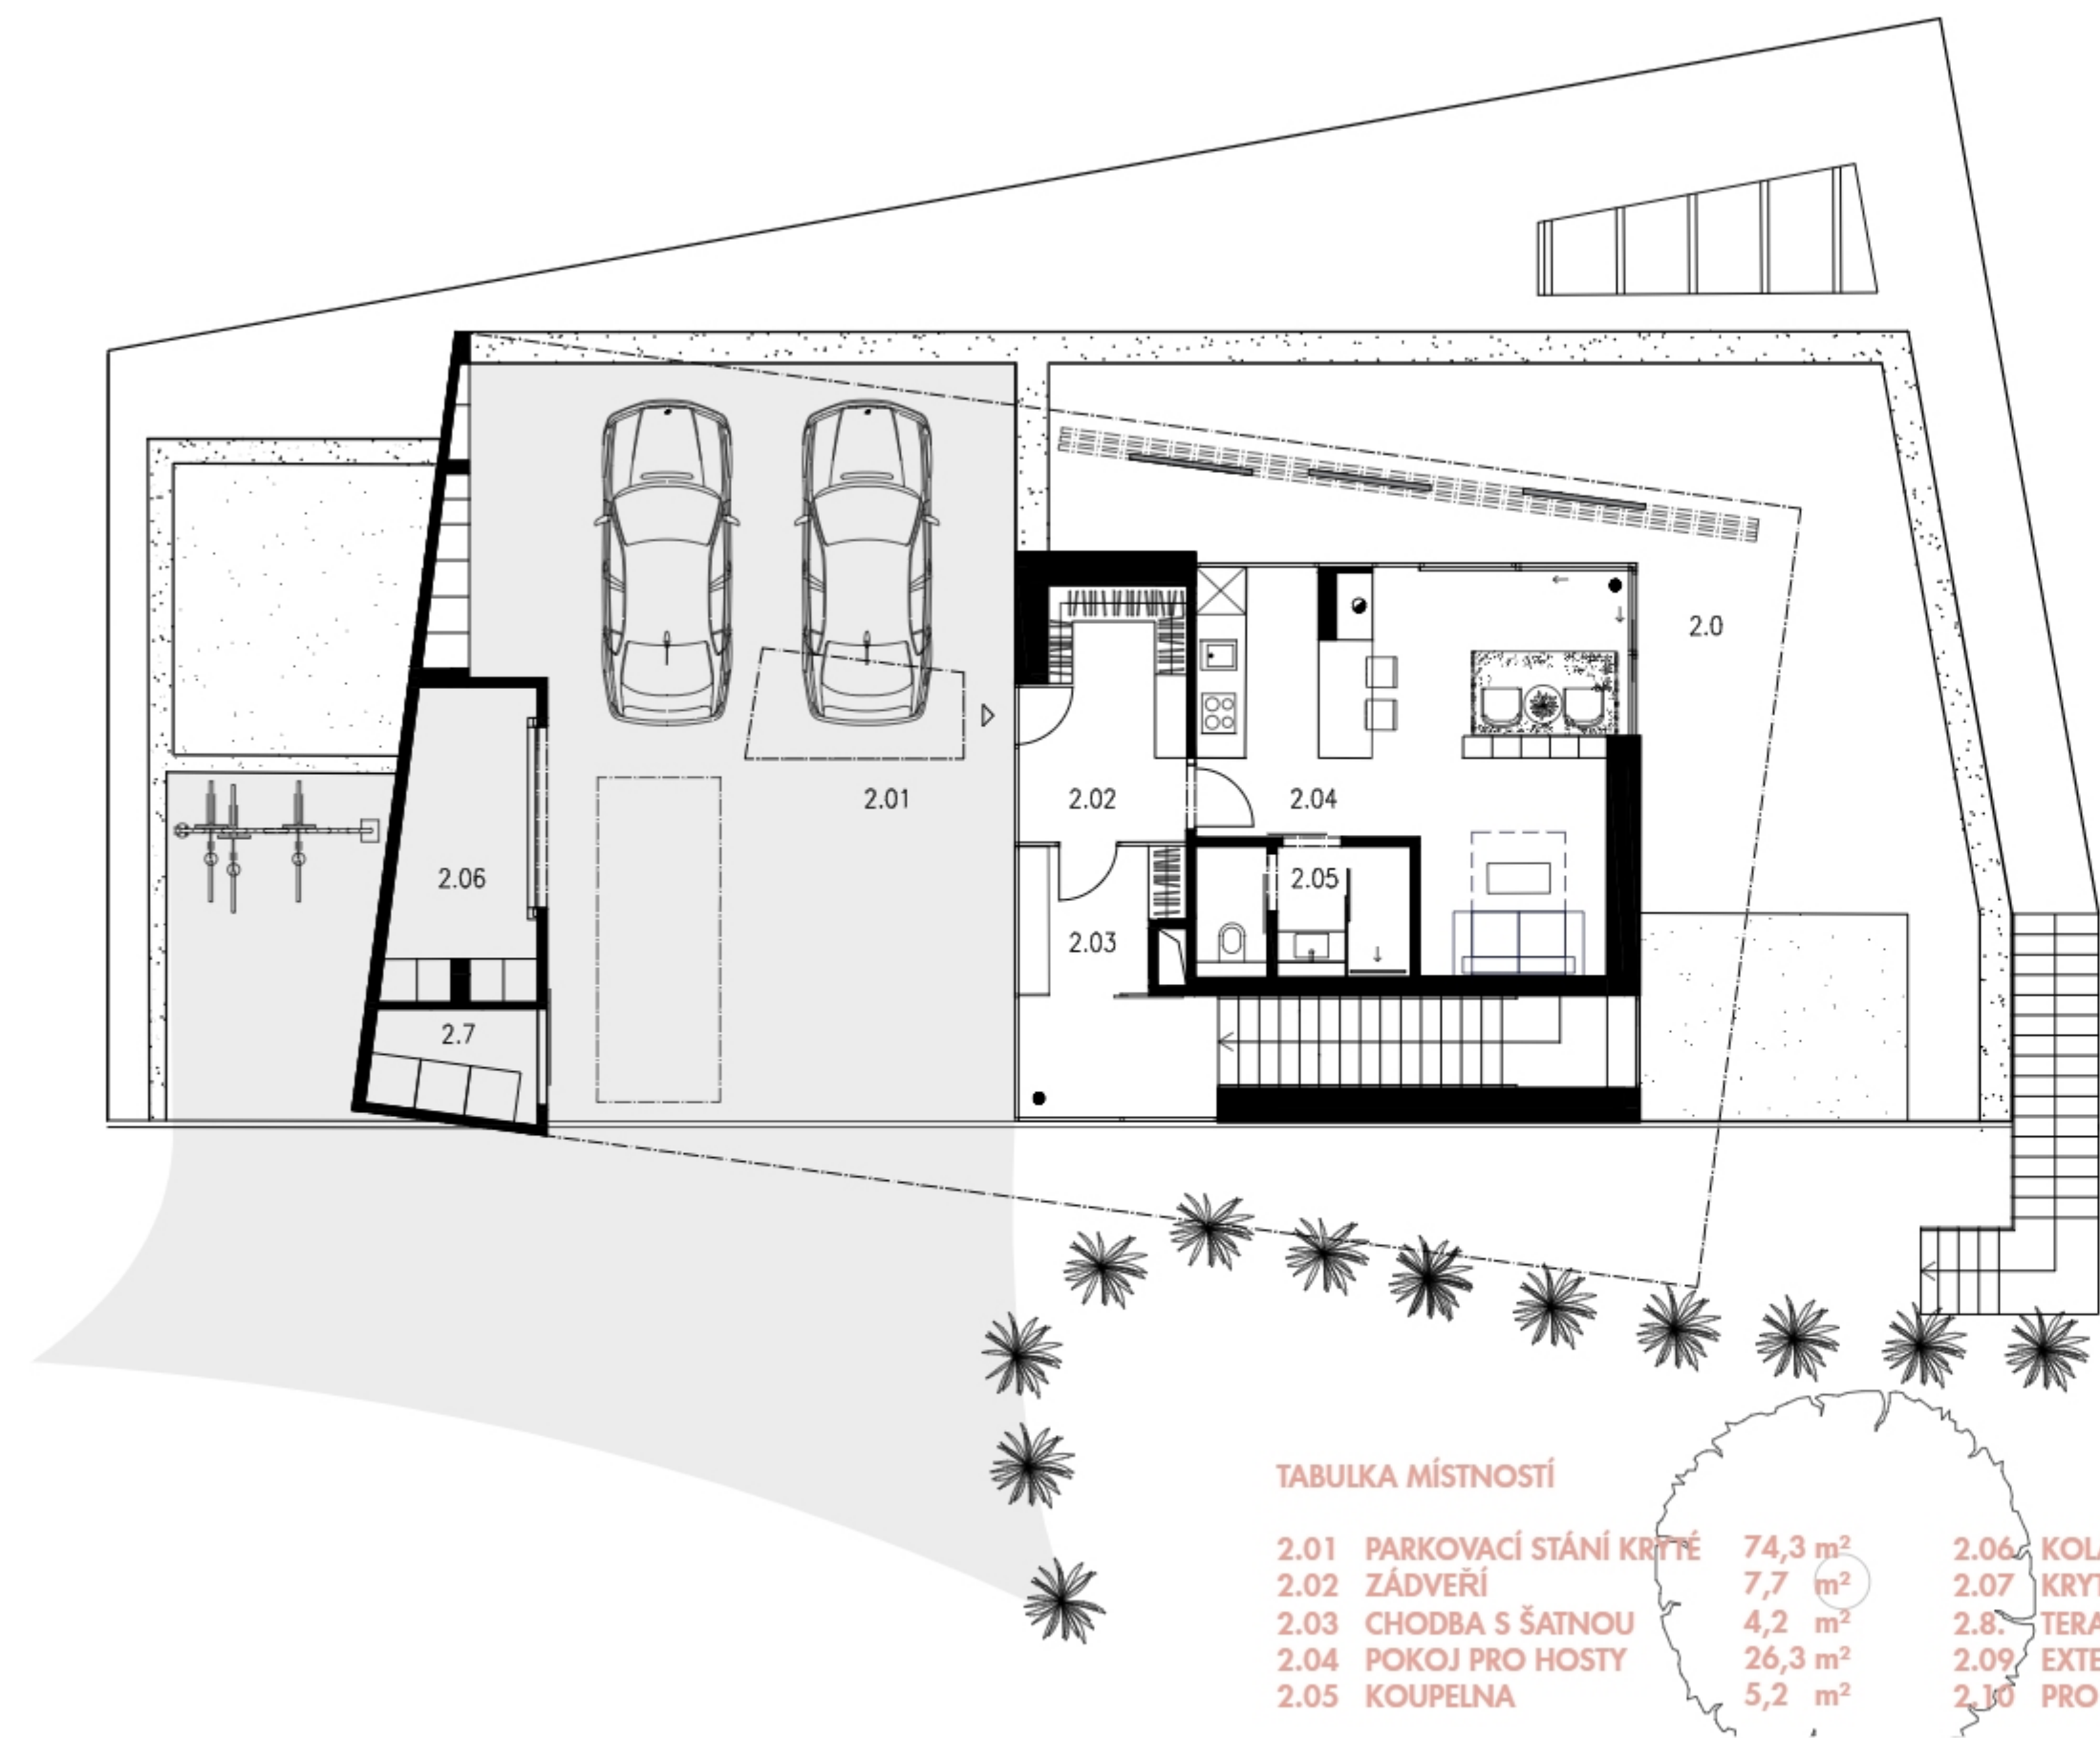 2.0
2.01
2.02
2.04
2.06
2.05
2.03
2.7
TABULKA MÍSTNOSTÍ
2.01 PARKOVACÍ STÁNÍ KRYTÉ 74,3 m² 2.06
2.02 ZÁDVEŘÍ 7,7 m² 2.07
2.03 CHODBA S ŠATNOU 4,2 m² 2.8.
2.04 POKOJ PRO HOSTY 26,3 m² 2.09
2.05 KOUPELNA 5,2 m² 2.10 PRO